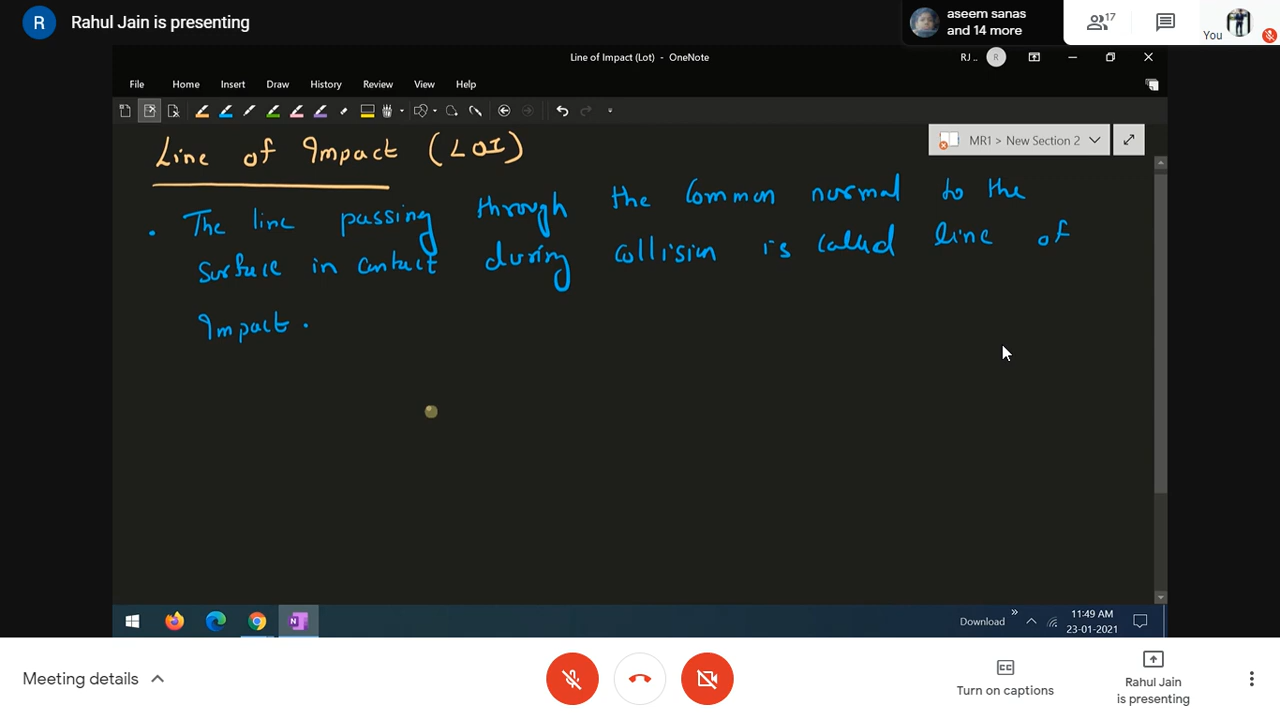 Rahul Jain is presenting
aseem sanas
and 14 more
17
You
Line of Impact (Lot) - OneNote
RJ ..
R
File Home Insert Draw History Review View Help
MR1 > New Section 2
Line of Impact (LOI)
• The line passing through the common normal to the
surface in contact during collision is called line of
Impact.
Download
11:49 AM
23-01-2021
Meeting details
Turn on captions
Rahul Jain
is presenting